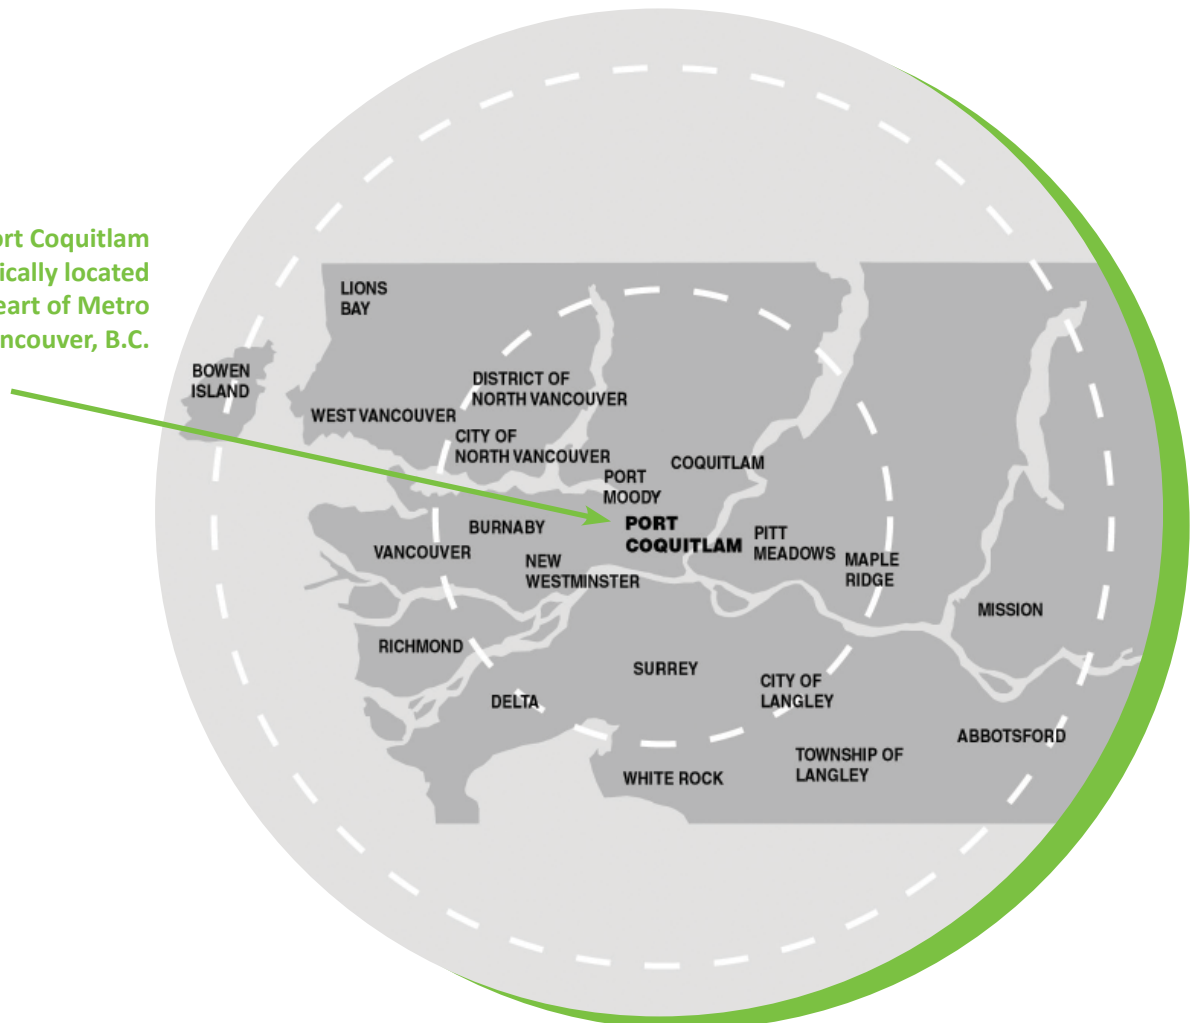 ort Coquitlam
ically located
eart of Metro
ncouver, B.C.
LIONS
BAY
BOWEN
ISLAND
DISTRICT OF
NORTH VANCOUVER
WEST VANCOUVER
CITY OF
NORTH VANCOUVER
COQUITLAM
PORT
MOODY
PORT
COQUITLAM
BURNABY
PITT
MEADOWS
VANCOUVER
NEW
WESTMINSTER
MAPLE
RIDGE
MISSION
RICHMOND
SURREY
CITY OF
LANGLEY
DELTA
ABBOTSFORD
TOWNSHIP OF
LANGLEY
WHITE ROCK